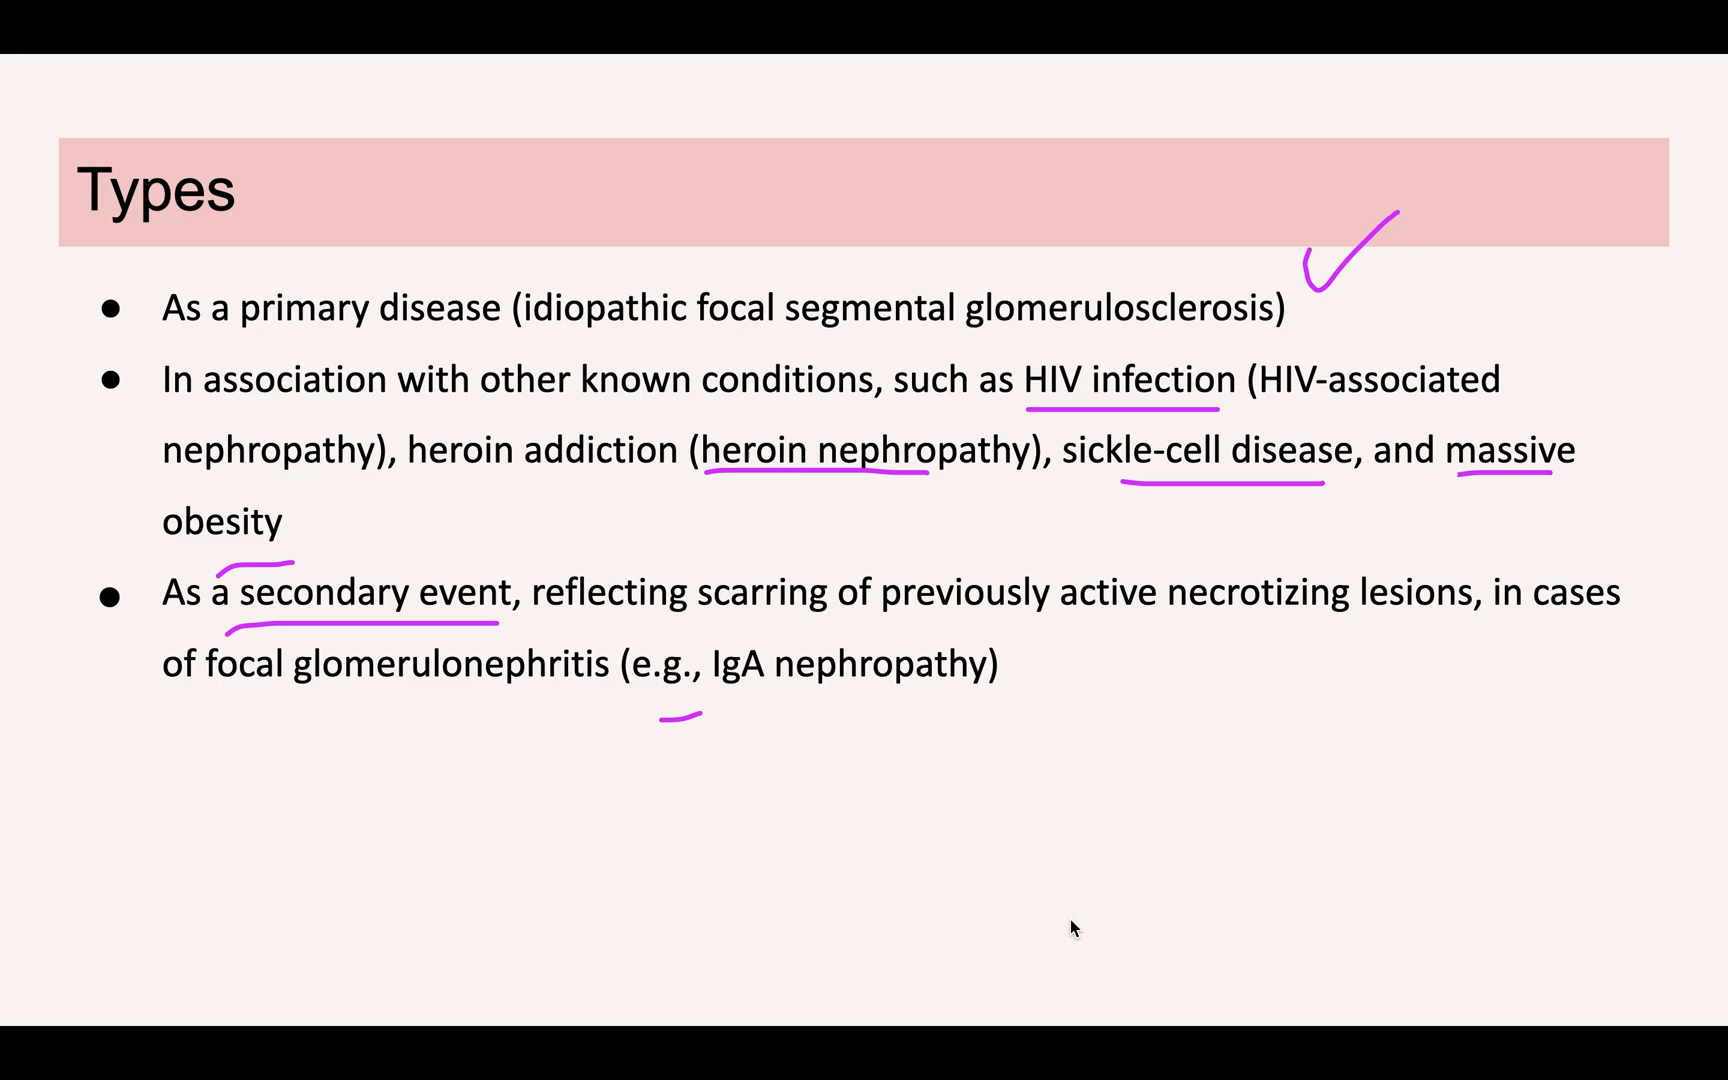 Types
● As a primary disease (idiopathic focal segmental glomerulosclerosis)
● In association with other known conditions, such as HIV infection (HIV-associated
nephropathy), heroin addiction (heroin nephropathy), sickle-cell disease, and massive
obesity
● As a secondary event, reflecting scarring of previously active necrotizing lesions, in cases
of focal glomerulonephritis (e.g., IgA nephropathy)